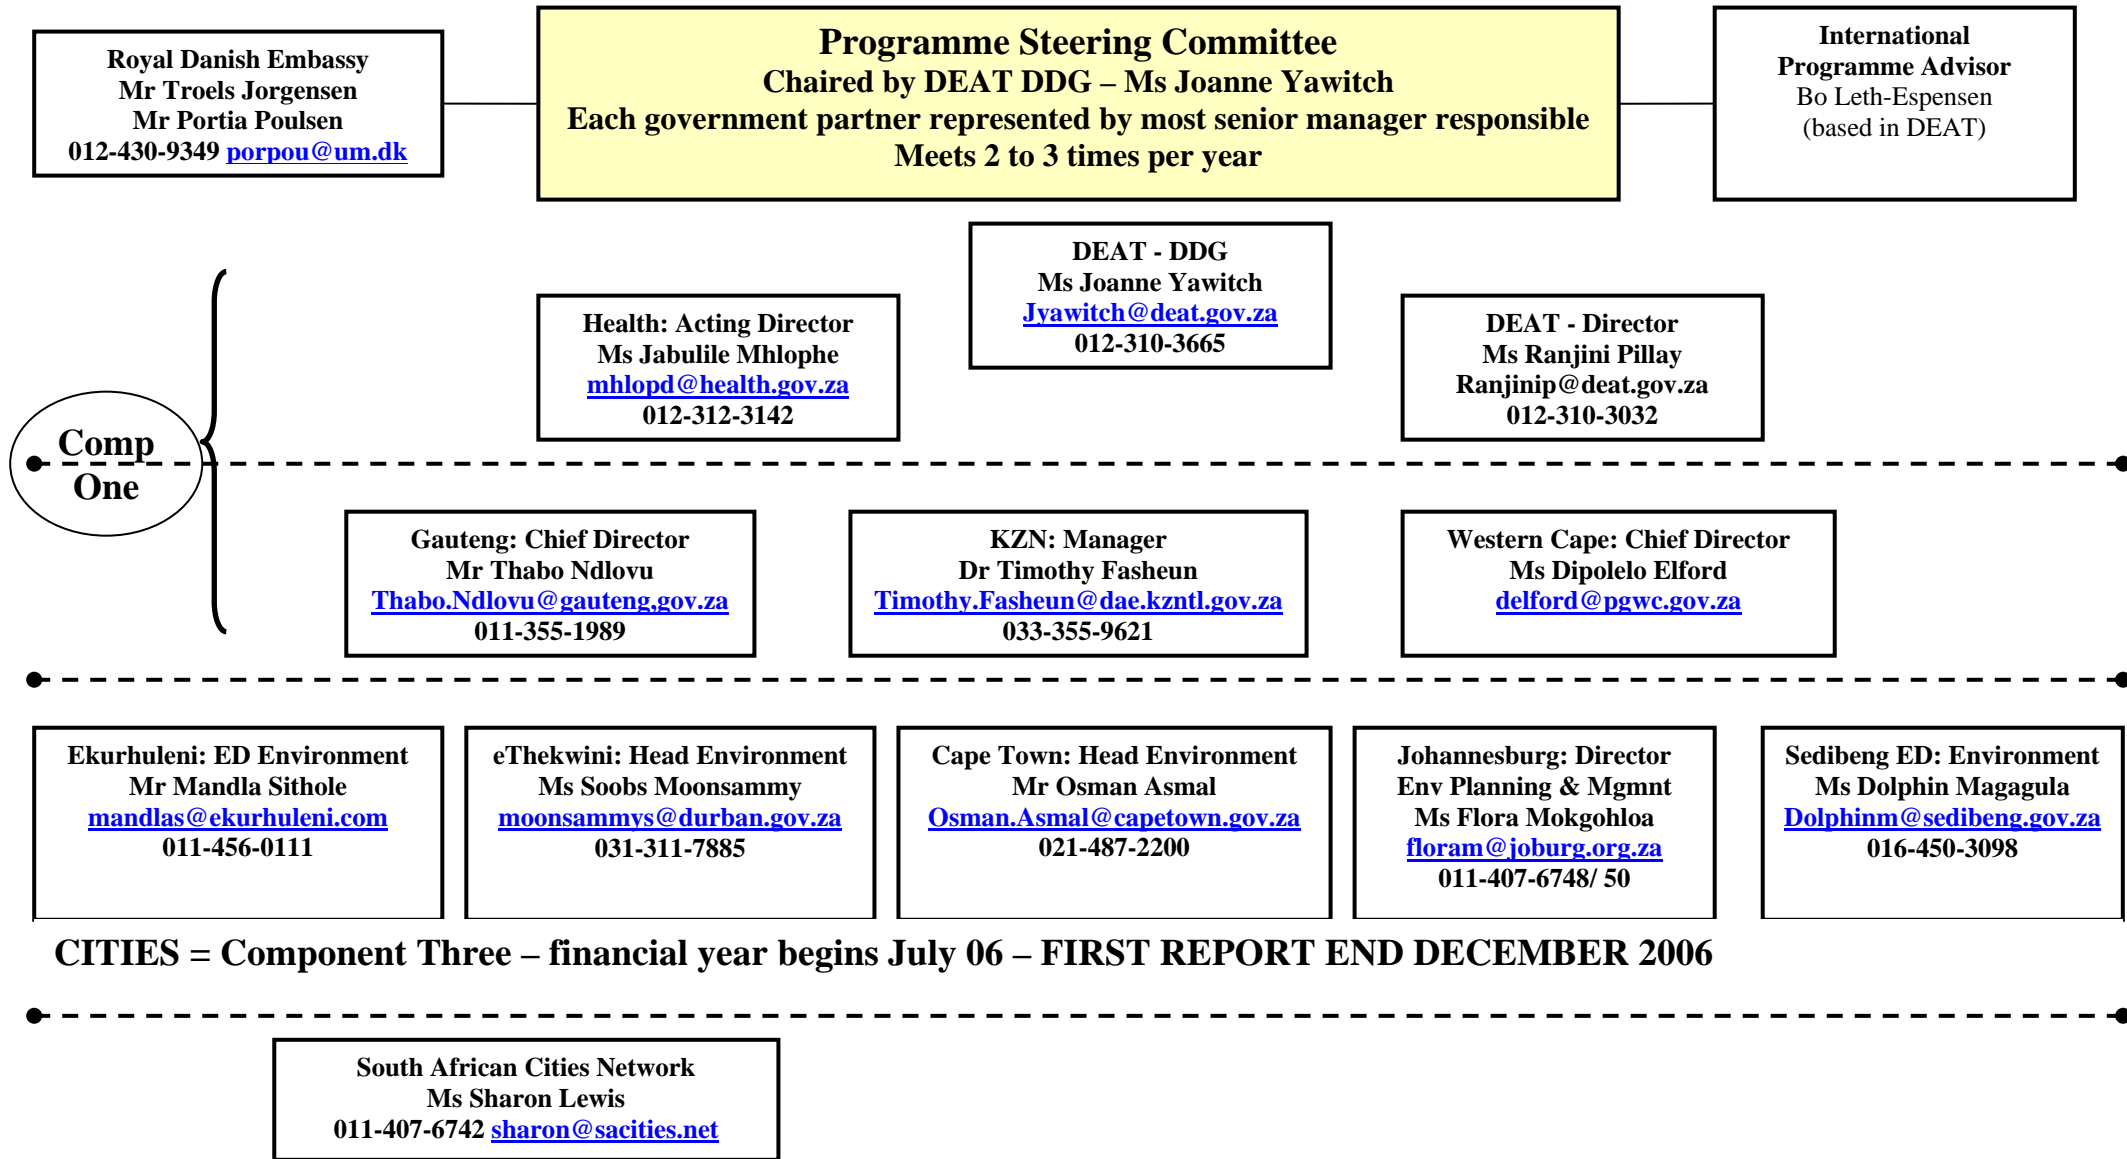 Royal Danish Embassy
Mr Troels Jorgensen
Mr Portia Poulsen
012-430-9349 porpou@um.dk
Programme Steering Committee
Chaired by DEAT DDG – Ms Joanne Yawitch
Each government partner represented by most senior manager responsible
Meets 2 to 3 times per year
International
Programme Advisor
Bo Leth-Espensen
(based in DEAT)
DEAT - DDG
Ms Joanne Yawitch
Jyawitch@deat.gov.za
012-310-3665
Health: Acting Director
Ms Jabulile Mhlophe
mhlopd@health.gov.za
012-312-3142
DEAT - Director
Ms Ranjini Pillay
Ranjinip@deat.gov.za
012-310-3032
Comp
One
Gauteng: Chief Director
Mr Thabo Ndlovu
Thabo.Ndlovu@gauteng,gov.za
011-355-1989
KZN: Manager
Dr Timothy Fasheun
Timothy.Fasheun@dae.kzntl.gov.za
033-355-9621
Western Cape: Chief Director
Ms Dipolelo Elford
delford@pgwc.gov.za
Ekurhuleni: ED Environment
Mr Mandla Sithole
mandlas@ekurhuleni.com
011-456-0111
eThekwini: Head Environment
Ms Soobs Moonsammy
moonsammys@durban.gov.za
031-311-7885
Cape Town: Head Environment
Mr Osman Asmal
Osman.Asmal@capetown.gov.za
021-487-2200
Johannesburg: Director
Env Planning & Mgmnt
Ms Flora Mokgohloa
floram@joburg.org.za
011-407-6748/ 50
Sedibeng ED: Environment
Ms Dolphin Magagula
Dolphinm@sedibeng.gov.za
016-450-3098
CITIES = Component Three – financial year begins July 06 – FIRST REPORT END DECEMBER 2006
South African Cities Network
Ms Sharon Lewis
011-407-6742 sharon@sacities.net